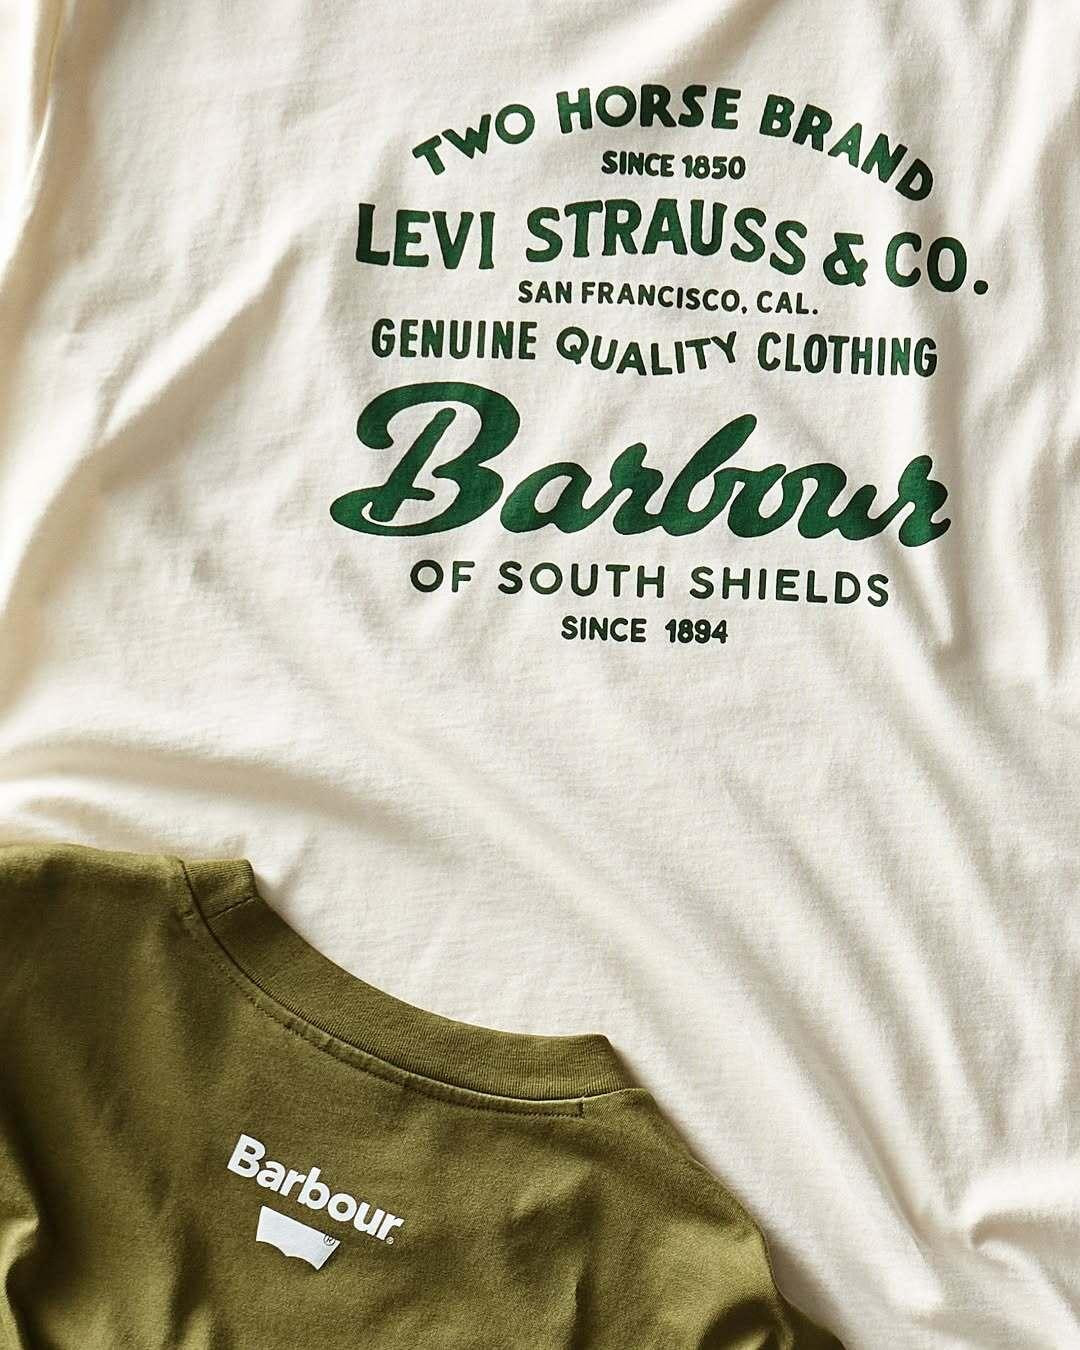 TWO HORSE BRAND
SINCE 1850
LEVI STRAUSS & CO.
SAN FRANCISCO, CAL.
GENUINE QUALITY CLOTHING
Barbour
OF SOUTH SHIELDS
SINCE 1894
Barbour®
®